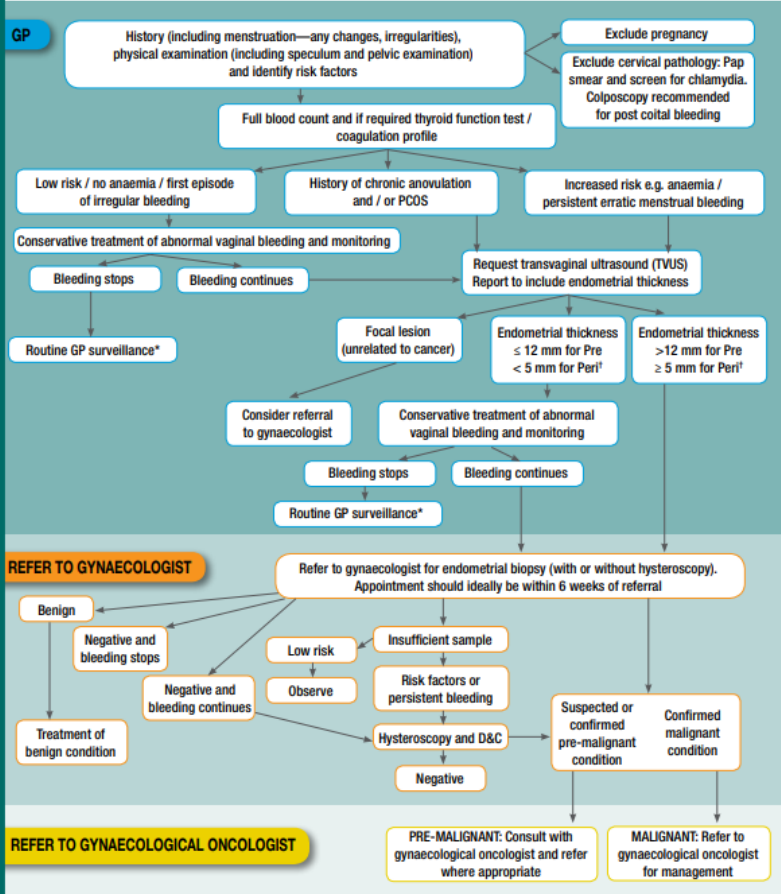 GP
History (including menstruation—any changes, irregularities),
physical examination (including speculum and pelvic examination)
and identify risk factors
Exclude pregnancy
Exclude cervical pathology: Pap
smear and screen for chlamydia.
Colposcopy recommended
for post coital bleeding
Full blood count and if required thyroid function test /
coagulation profile
Low risk / no anaemia / first episode
of irregular bleeding
History of chronic anovulation
and / or PCOS
Increased risk e.g. anaemia /
persistent erratic menstrual bleeding
Conservative treatment of abnormal vaginal bleeding and monitoring
Bleeding stops
Bleeding continues
Request transvaginal ultrasound (TVUS)
Report to include endometrial thickness
Routine GP surveillance*
Focal lesion
(unrelated to cancer)
Endometrial thickness
≤ 12 mm for Pre
< 5 mm for Peri†
Endometrial thickness
>12 mm for Pre
≥ 5 mm for Peri†
Consider referral
to gynaecologist
Conservative treatment of abnormal
vaginal bleeding and monitoring
Bleeding stops
Bleeding continues
Routine GP surveillance*
REFER TO GYNAECOLOGIST
Refer to gynaecologist for endometrial biopsy (with or without hysteroscopy).
Appointment should ideally be within 6 weeks of referral
Benign
Negative and
bleeding stops
Negative and
bleeding continues
Low risk
Observe
Insufficient sample
Risk factors or
persistent bleeding
Treatment of
benign condition
Hysteroscopy and D&C
Negative
Suspected or
confirmed
pre-malignant
condition
Confirmed
malignant
condition
REFER TO GYNAECOLOGICAL ONCOLOGIST
PRE-MALIGNANT: Consult with
gynaecological oncologist and refer
where appropriate
MALIGNANT: Refer to
gynaecological oncologist
for management